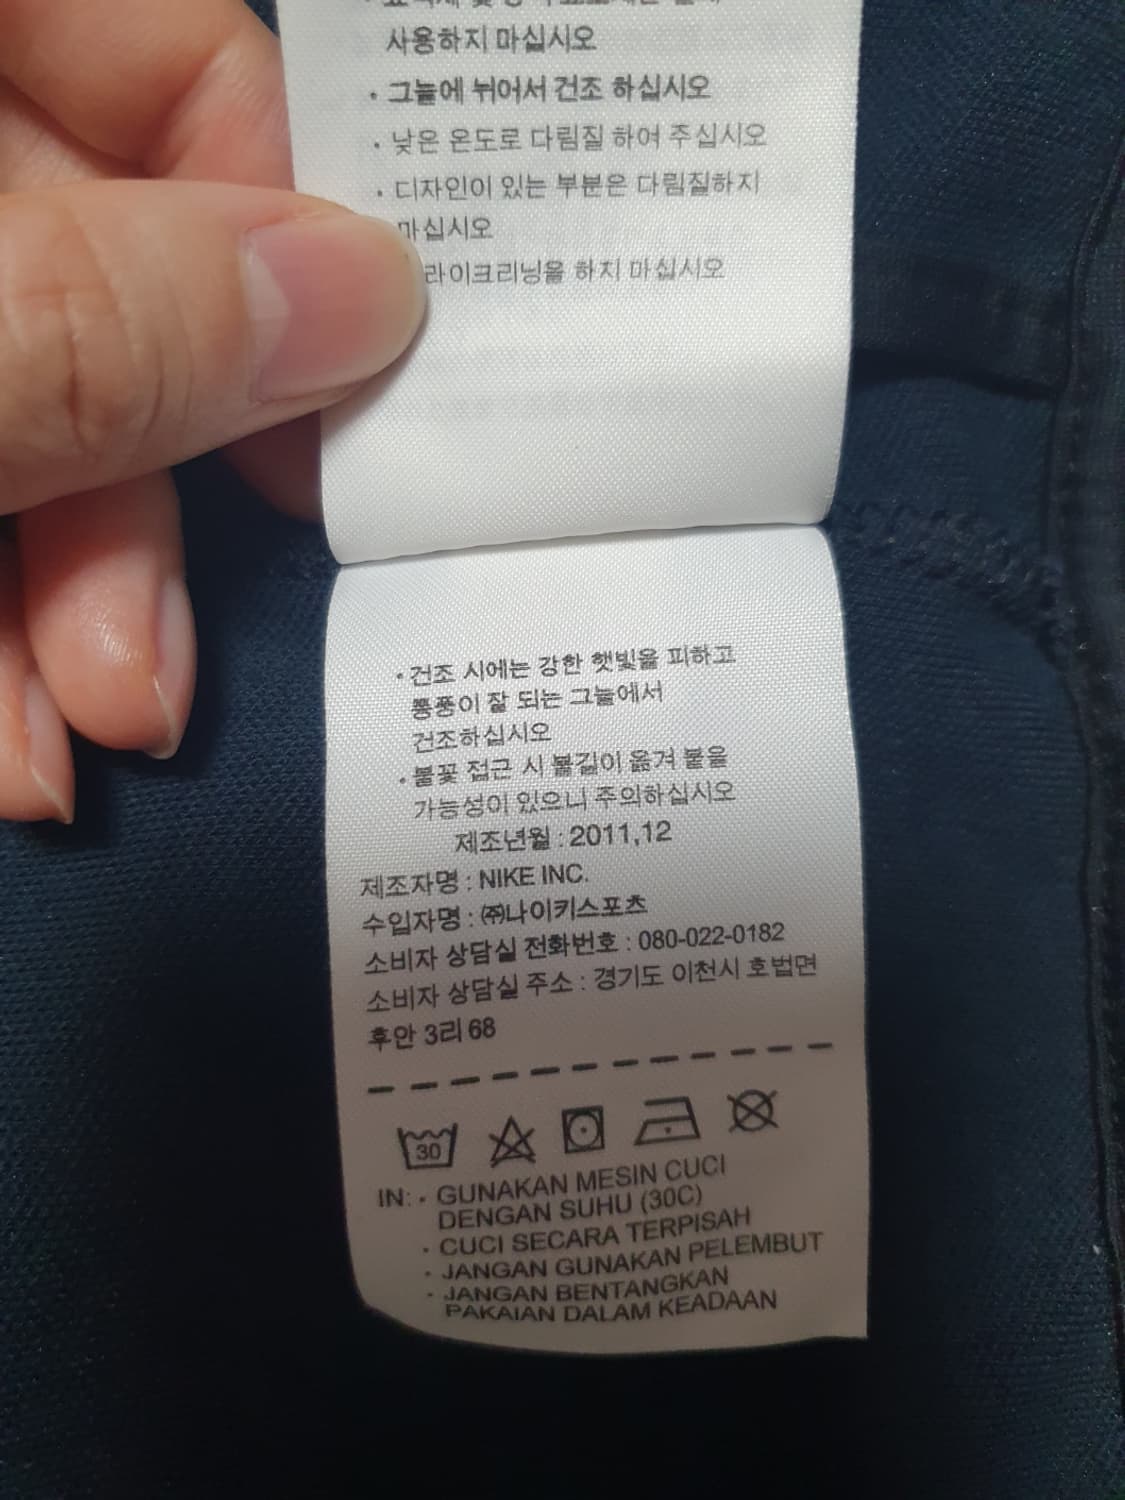 사용하지 마십시오
· 그늘에 뉘어서 건조 하십시오
· 낮은 온도로 다림질 하여 주십시오
· 디자인이 있는 부분은 다림질하지
마십시오
라이크리닝을 하지 마십시오
· 건조 시에는 강한 햇빛을 피하고
통풍이 잘 되는 그늘에서
건조하십시오
· 불꽃 접근 시 불길이 옮겨 붙을
가능성이 있으니 주의하십시오
제조년월 : 2011,12
제조자명 : NIKE INC.
수입자명 : ㈜나이키스포츠
소비자 상담실 전화번호 : 080-022-0182
소비자 상담실 주소 : 경기도 이천시 호법면
후안 3리 68
30
IN: · GUNAKAN MESIN CUCI
DENGAN SUHU (30C)
· CUCI SECARA TERPISAH
· JANGAN GUNAKAN PELEMBUT
· JANGAN BENTANGKAN
PAKAIAN DALAM KEADAAN